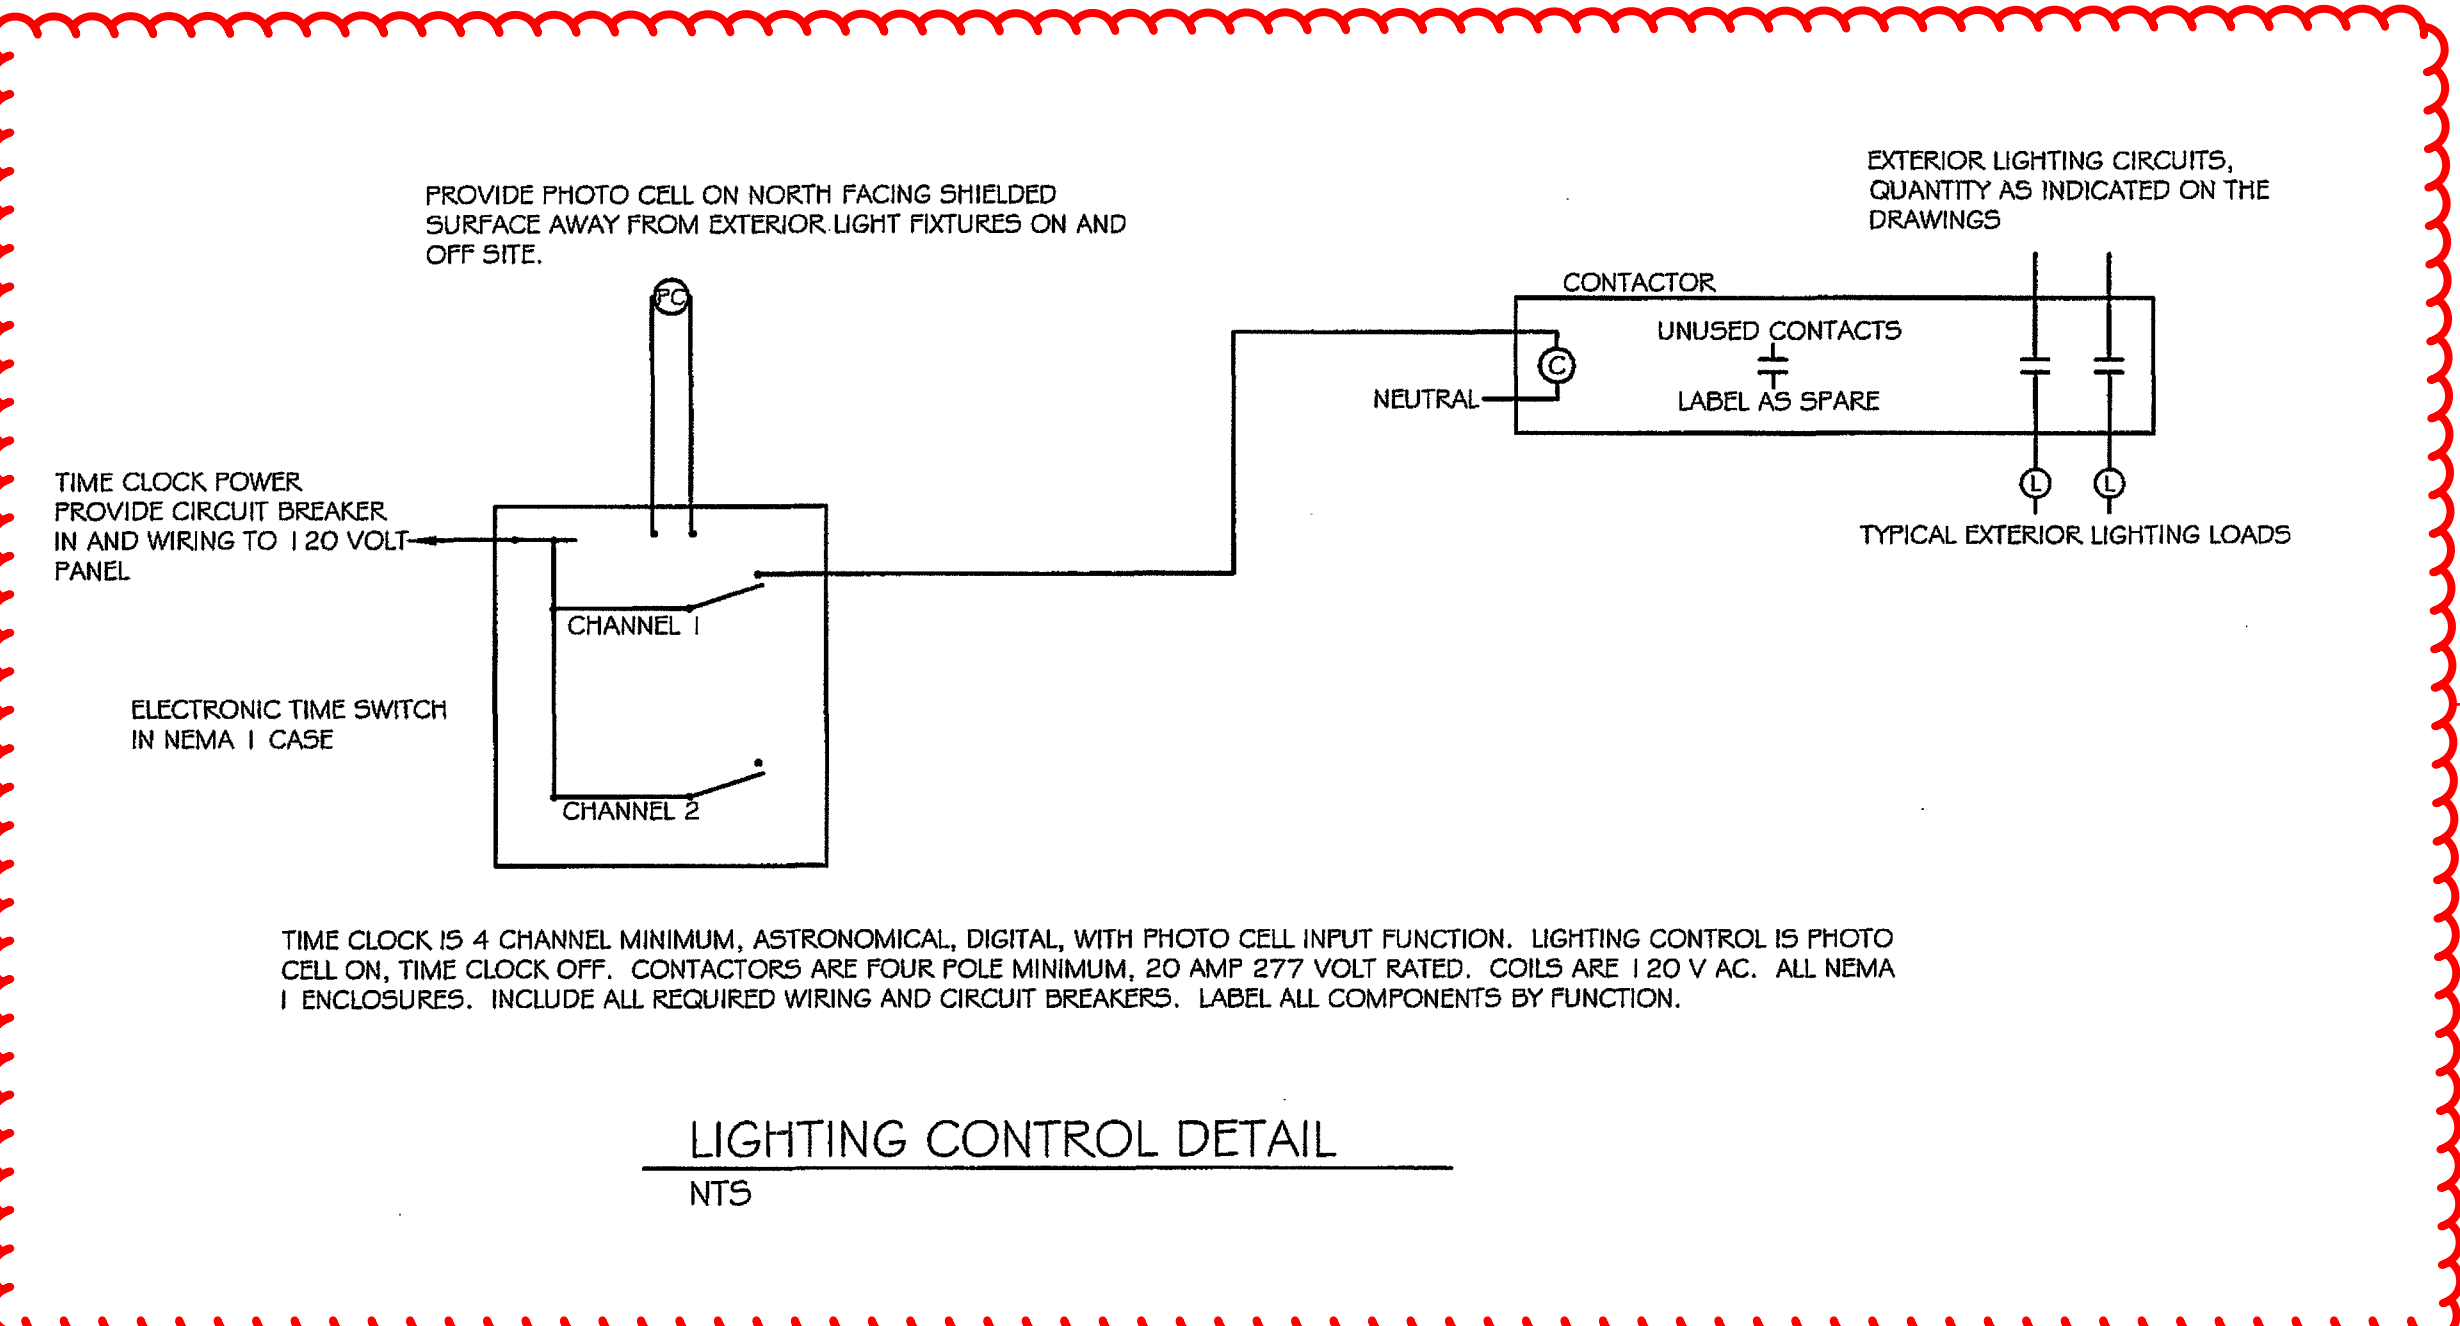 EXTERIOR LIGHTING CIRCUITS,
QUANTITY AS INDICATED ON THE
DRAWINGS
PROVIDE PHOTO CELL ON NORTH FACING SHIELDED
SURFACE AWAY FROM EXTERIOR LIGHT FIXTURES ON AND
OFF SITE.
PC
CONTACTOR
UNUSED CONTACTS
C
NEUTRAL
LABEL AS SPARE
L L
TYPICAL EXTERIOR LIGHTING LOADS
TIME CLOCK POWER
PROVIDE CIRCUIT BREAKER
IN AND WIRING TO 120 VOLT
PANEL
CHANNEL 1
ELECTRONIC TIME SWITCH
IN NEMA 1 CASE
CHANNEL 2
TIME CLOCK IS 4 CHANNEL MINIMUM, ASTRONOMICAL, DIGITAL, WITH PHOTO CELL INPUT FUNCTION. LIGHTING CONTROL IS PHOTO
CELL ON, TIME CLOCK OFF. CONTACTORS ARE FOUR POLE MINIMUM, 20 AMP 277 VOLT RATED. COILS ARE 120 V AC. ALL NEMA
1 ENCLOSURES. INCLUDE ALL REQUIRED WIRING AND CIRCUIT BREAKERS. LABEL ALL COMPONENTS BY FUNCTION.
LIGHTING CONTROL DETAIL
NTS